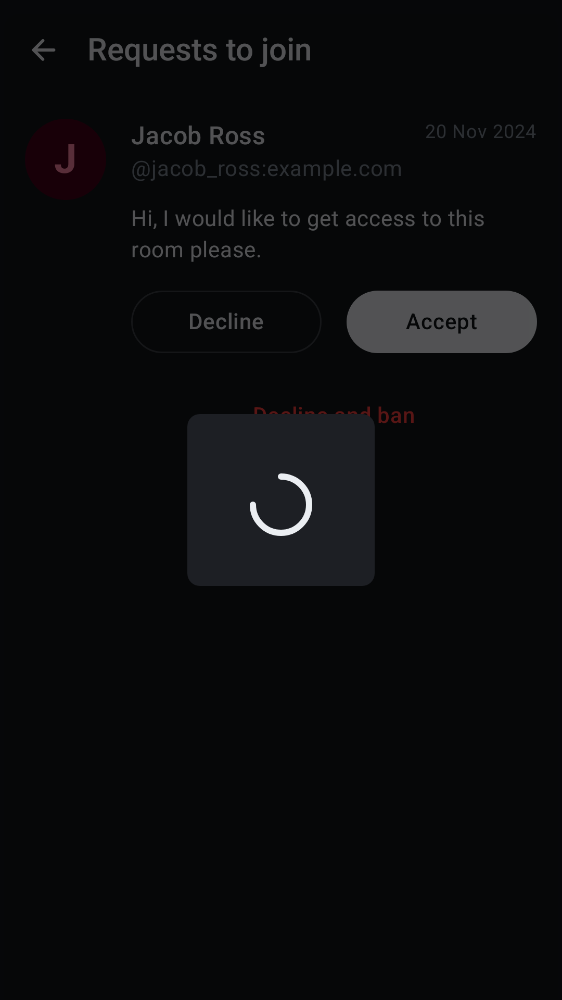 Requests to join
J
Jacob Ross
20 Nov 2024
@jacob_ross:example.com
Hi, I would like to get access to this
room please.
Decline
Accept
Decline and ban